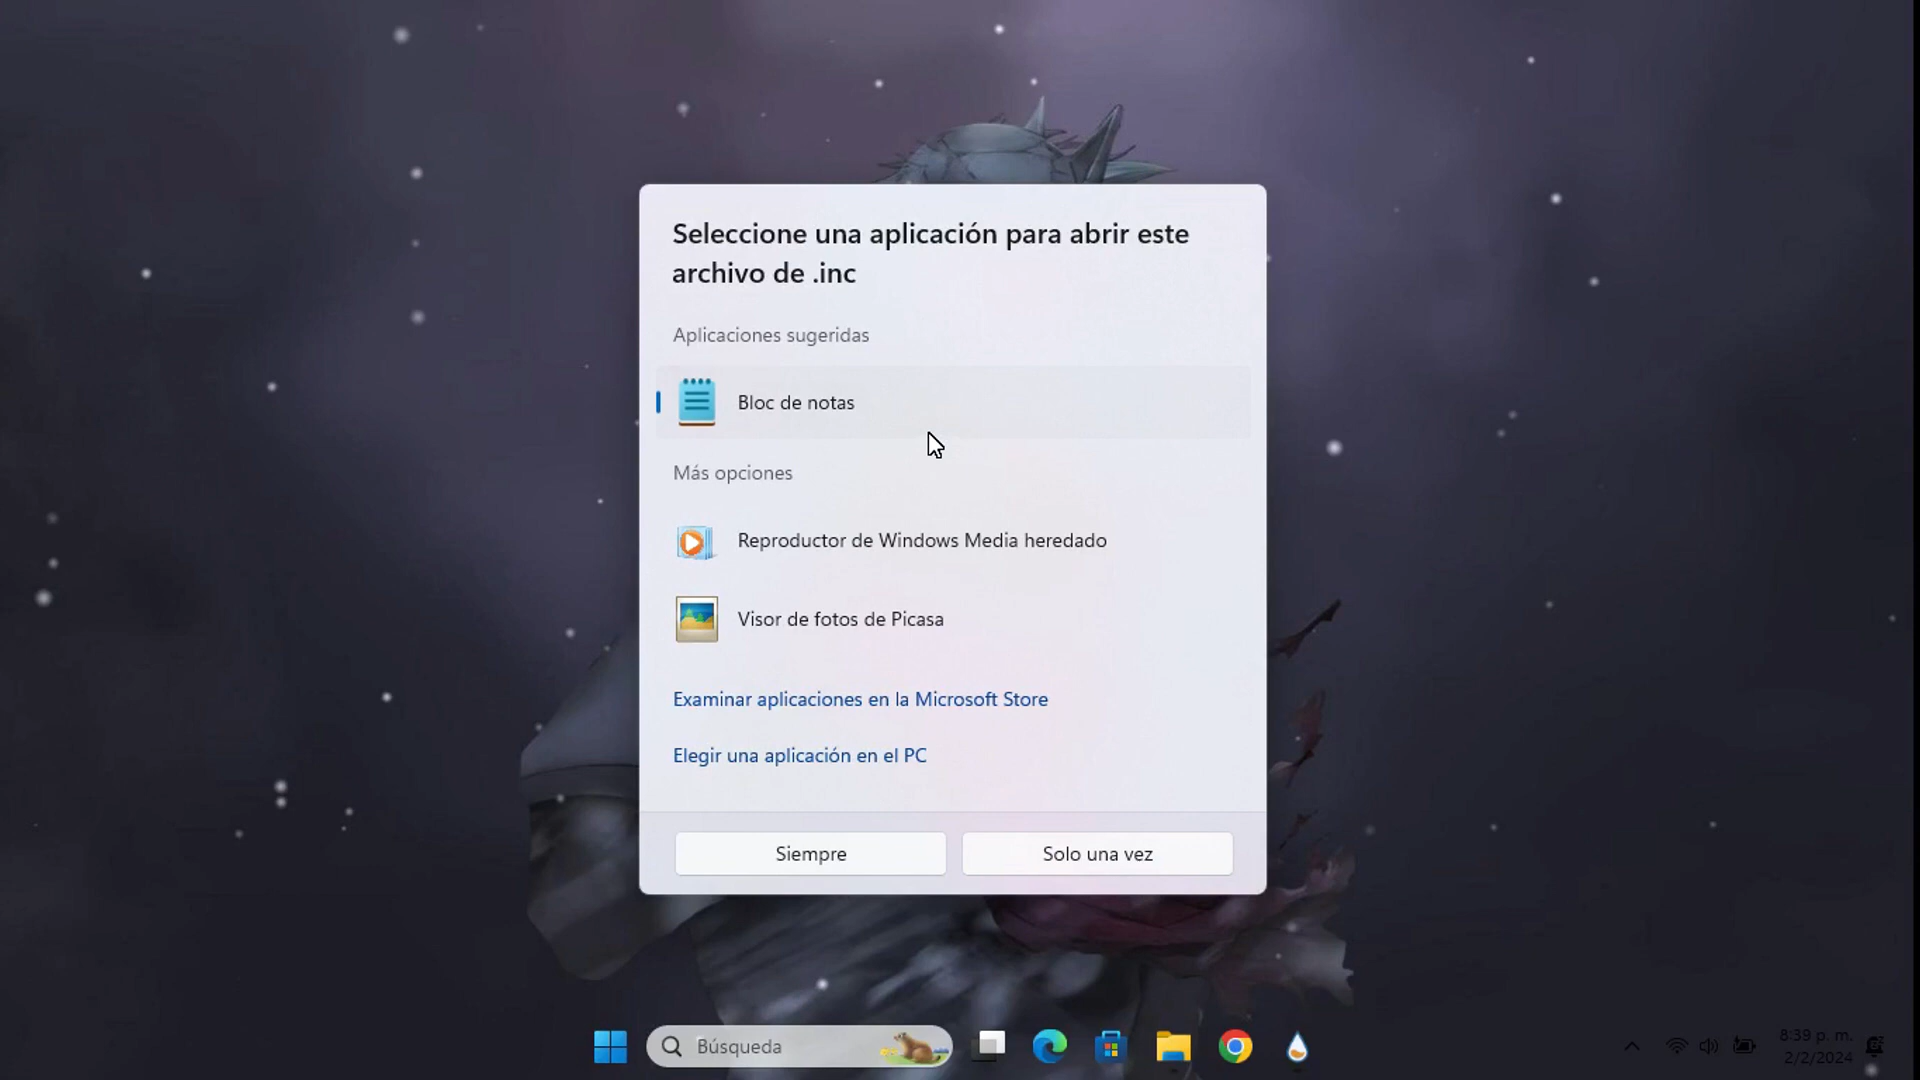 Seleccione una aplicación para abrir este
archivo de .inc
Aplicaciones sugeridas
Bloc de notas
Más opciones
Reproductor de Windows Media heredado
Visor de fotos de Picasa
Examinar aplicaciones en la Microsoft Store
Elegir una aplicación en el PC
Siempre
Solo una vez
Búsqueda
8:39 p. m.
2/2/2024